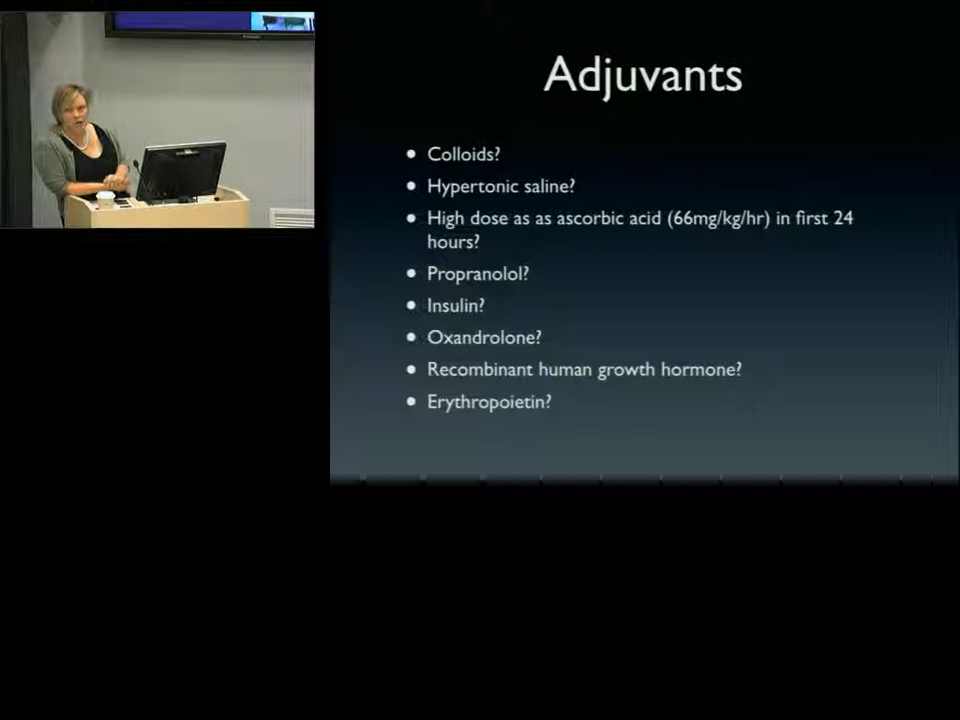 Adjuvants
Colloids?
Hypertonic saline?
High dose as as ascorbic acid (66mg/kg/hr) in first 24
hours?
Propranolol?
Insulin?
Oxandrolone?
Recombinant human growth hormone?
Erythropoietin?